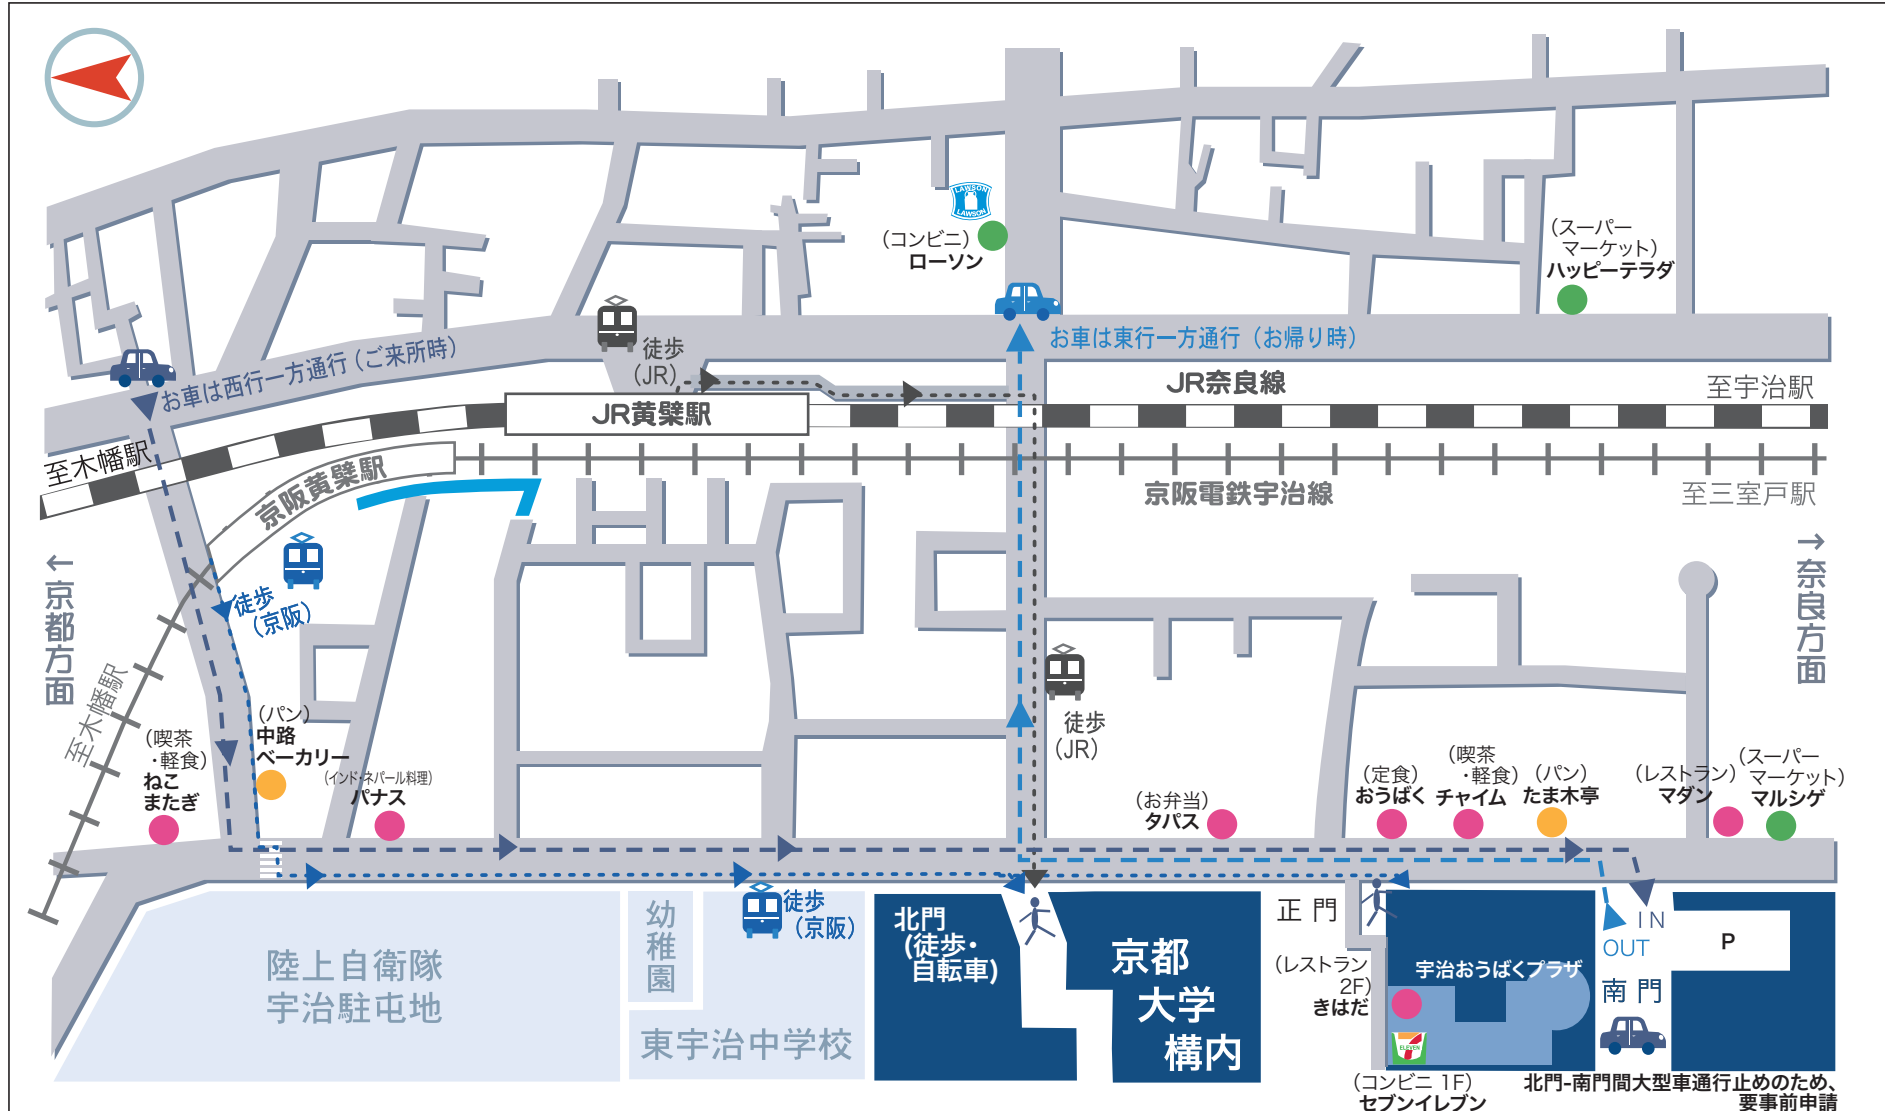 LAWSON
LAWSON
(コンビニ)
ローソン
(スーパー
マーケット)
ハッピーテラダ
お車は西行一方通行(ご来所時)
徒歩
(JR)
お車は東行一方通行(お帰り時)
JR奈良線
至宇治駅
JR黄檗駅
至木幡駅
京阪黄檗駅
京阪電鉄宇治線
至三室戸駅
←京都方面
→奈良方面
徒歩
(京阪)
至木幡駅
(喫茶
・軽食)
ねこ
またぎ
(パン)
中路
ベーカリー
(インド・ネパール料理)
パナス
徒歩
(JR)
(お弁当)
タパス
(定食)
おうばく
(喫茶
・軽食)
チャイム
(パン)
たま木亭
(レストラン)
マダン
(スーパー
マーケット)
マルシゲ
陸上自衛隊
宇治駐屯地
幼稚園
徒歩
(京阪)
東宇治中学校
北門
(徒歩・
自転車)
京都
大学
構内
正門
(レストラン
2F)
きはだ
宇治おうばくプラザ
ELEVEN
(コンビニ 1F)
セブンイレブン
IN
OUT
南門
P
北門-南門間大型車通行止めのため、
要事前申請